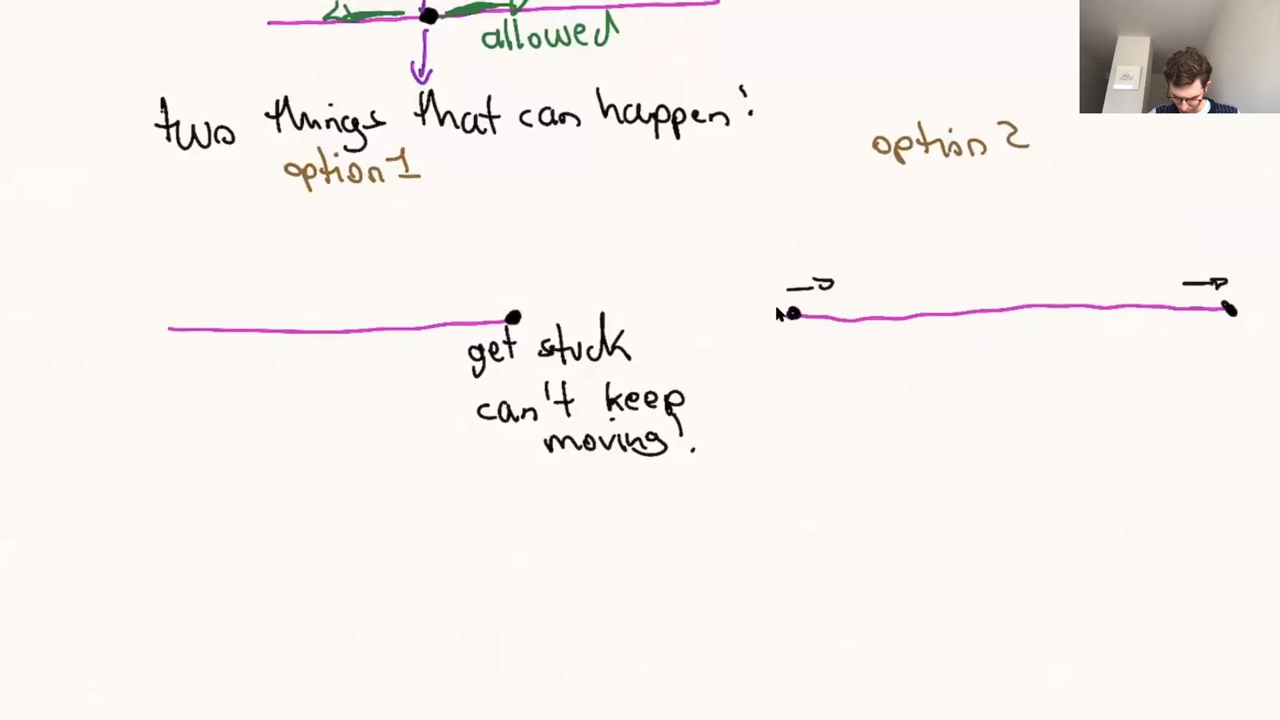 allowed
two things that can happen:
option 1
option 2
get stuck
can't keep
moving!